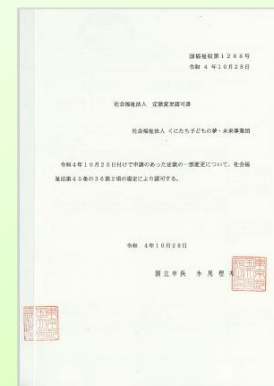 国福福収第1288号
令和 4年10月28日
社会福祉法人 定款変更認可書
社会福祉法人 くにたち子どもの夢・未来事業団
令和4年10月23日付けで申請のあった定款の一部変更について、社会福
祉法第45条の36第2項の規定により認可する。
令和 4年10月28日
国立市長 永見理夫